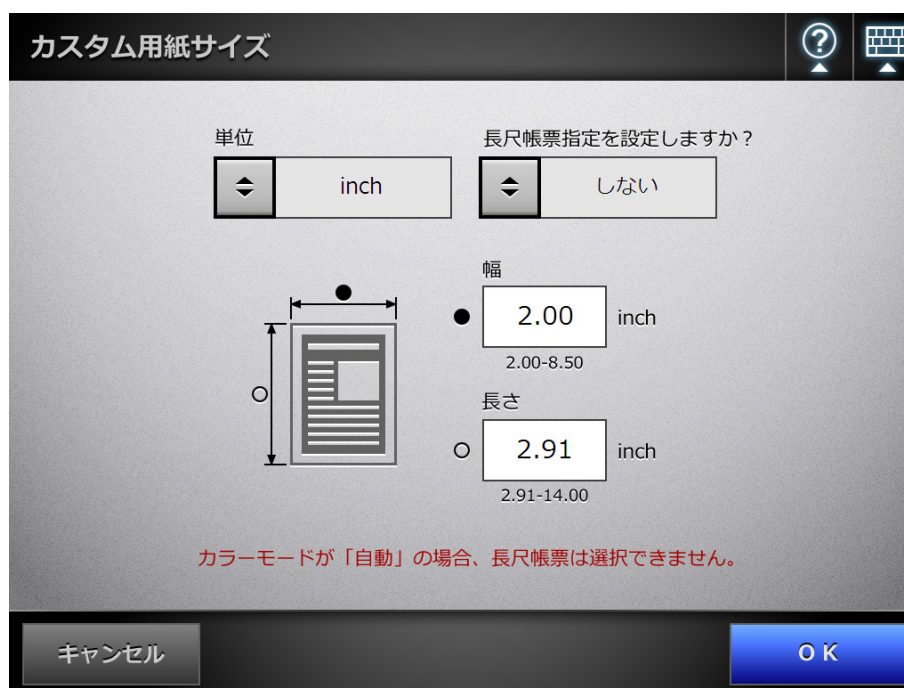 カスタム用紙サイズ
?
単位
長尺帳票指定を設定しますか？
inch
しない
幅
2.00 inch
2.00-8.50
長さ
2.91 inch
2.91-14.00
カラーモードが「自動」の場合、長尺帳票は選択できません。
キャンセル
OK